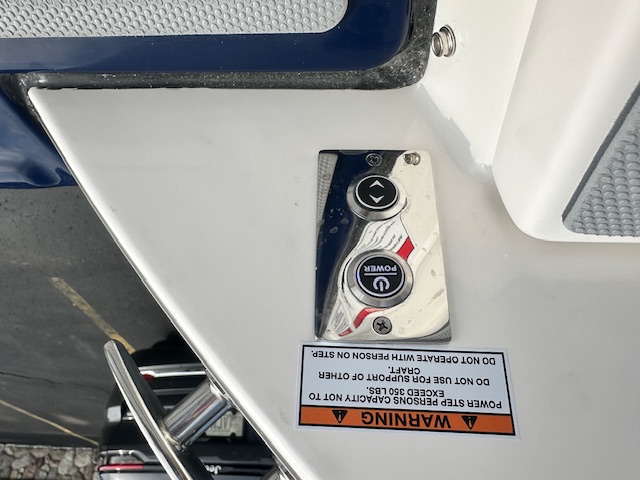 POWER
WARNING
POWER STEP PERSONS CAPACITY NOT TO
EXCEED 350 LBS.
DO NOT USE FOR SUPPORT OF OTHER
CRAFT.
DO NOT OPERATE WITH PERSON ON STEP.